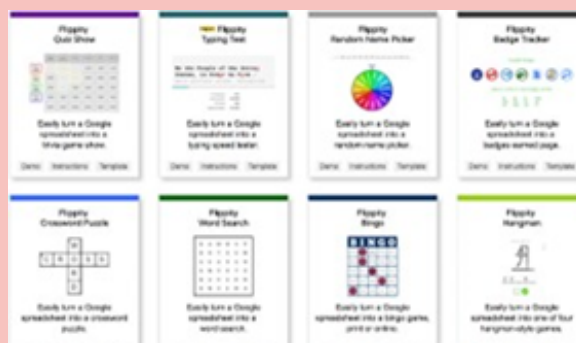 Flippity
Quiz Show
Easily turn a Google
spreadsheet into a
trivia game show.
Demo Instructions Template
Flippity
Typing Test
Easily turn a Google
spreadsheet into a
typing speed tester.
Demo Instructions Template
Flippity
Random Name Picker
Easily turn a Google
spreadsheet into a
random name picker.
Demo Instructions Template
Flippity
Badge Tracker
Easily turn a Google
spreadsheet into a
badges earned page.
Demo Instructions Template
Flippity
Crossword Puzzle
Easily turn a Google
spreadsheet into a crossword
puzzle.
Flippity
Word Search
Easily turn a Google
spreadsheet into a
word search.
Flippity
Bingo
BINGO
Easily turn a Google
spreadsheet into a bingo game,
print or online.
Flippity
Hangman
Easily turn a Google
spreadsheet into one of four
hangman-style games.